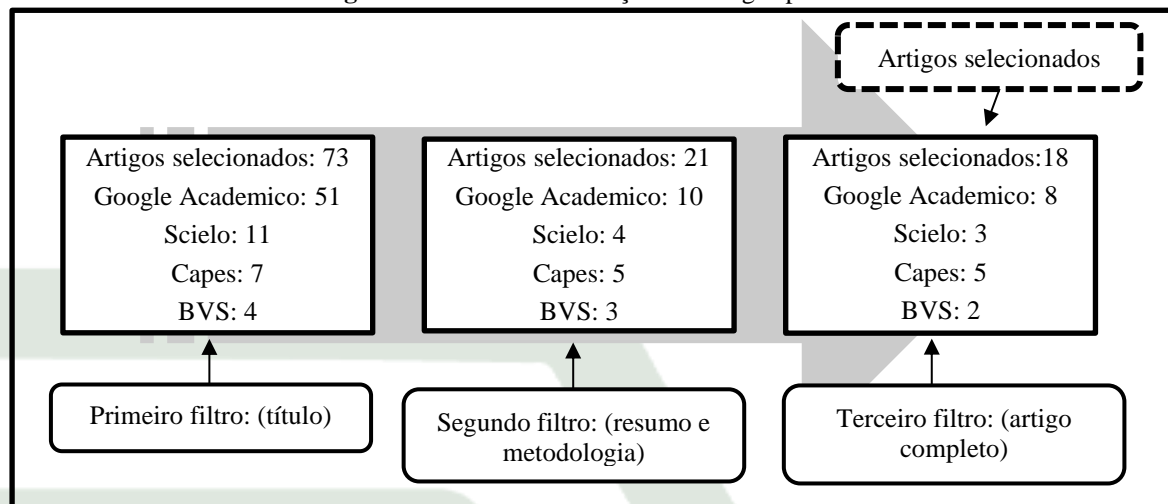 Artigos selecionados
Artigos selecionados: 73
Google Academico: 51
Scielo: 11
Capes: 7
BVS: 4
Artigos selecionados: 21
Google Academico: 10
Scielo: 4
Capes: 5
BVS: 3
Artigos selecionados:18
Google Academico: 8
Scielo: 3
Capes: 5
BVS: 2
Primeiro filtro: (título)
Segundo filtro: (resumo e
metodologia)
Terceiro filtro: (artigo
completo)